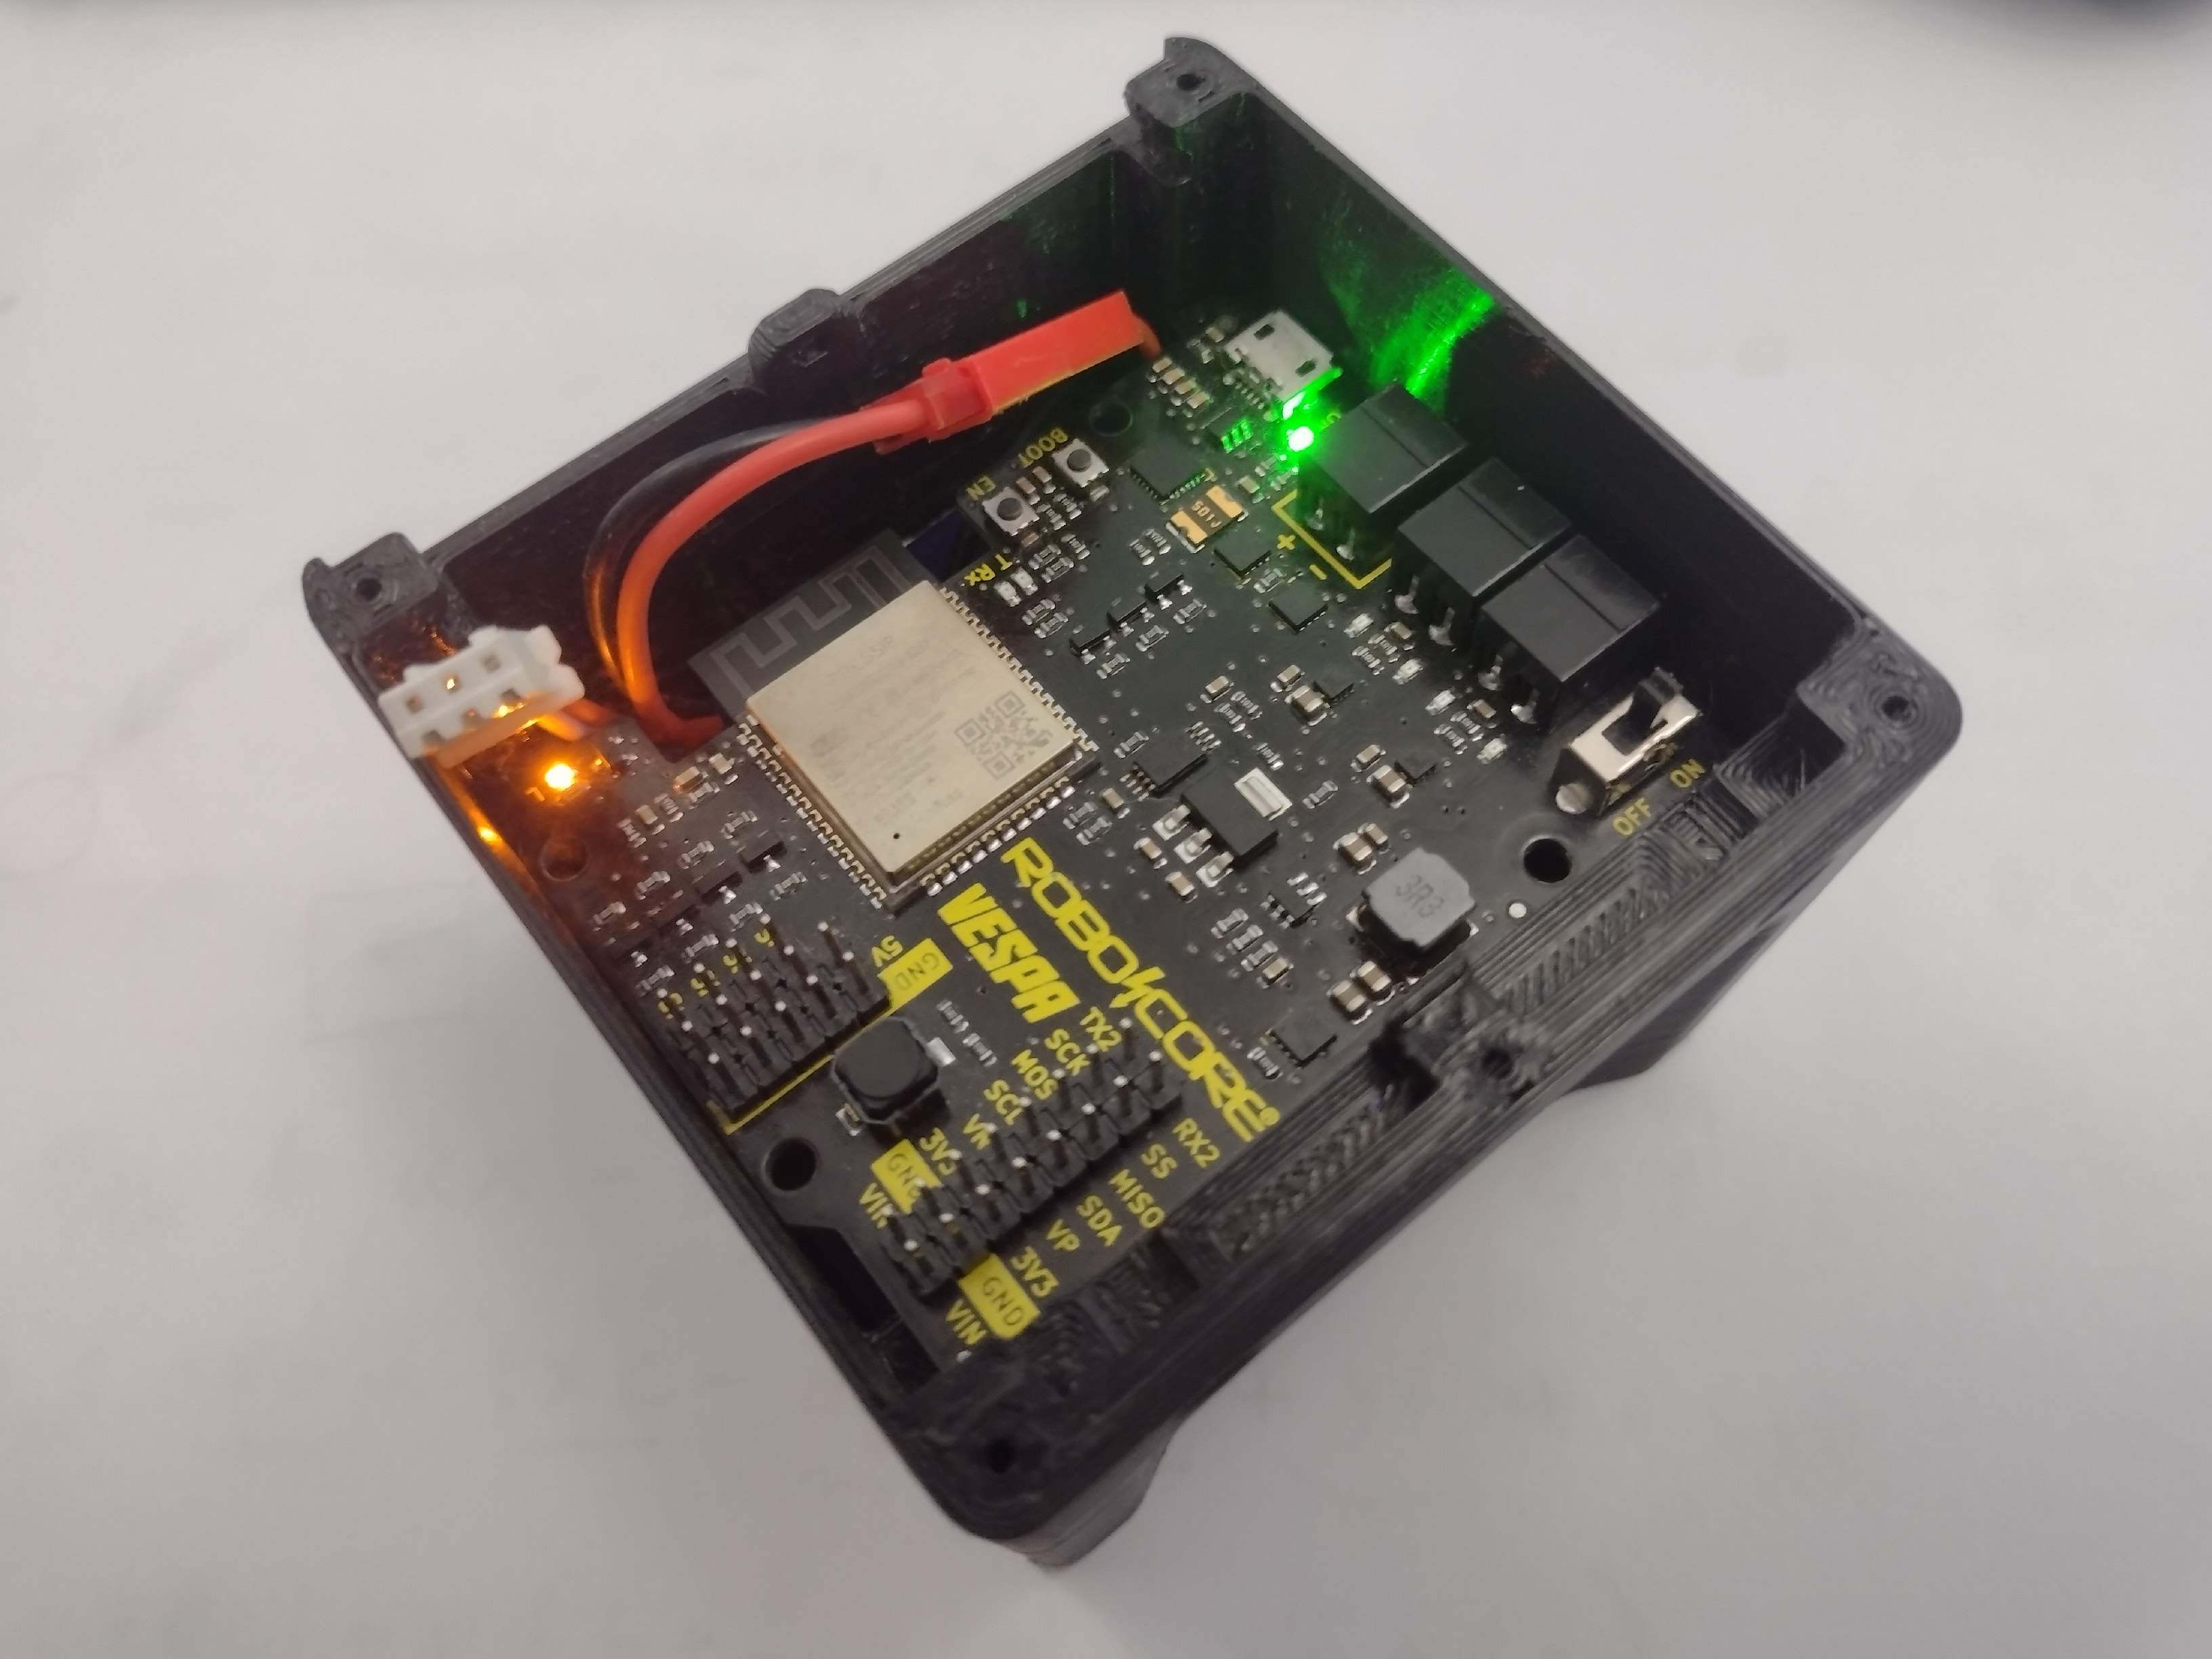 BOOT
EN
Rx
T
P105
+
-
ON
OFF
L
3R3
ROBOCORE
VESPA
5V
GND
TX2
SCK
MOS
SCL
VN
3V3
GND
VIN
RX2
SS
MISO
SDA
VP
3V3
GND
VIN